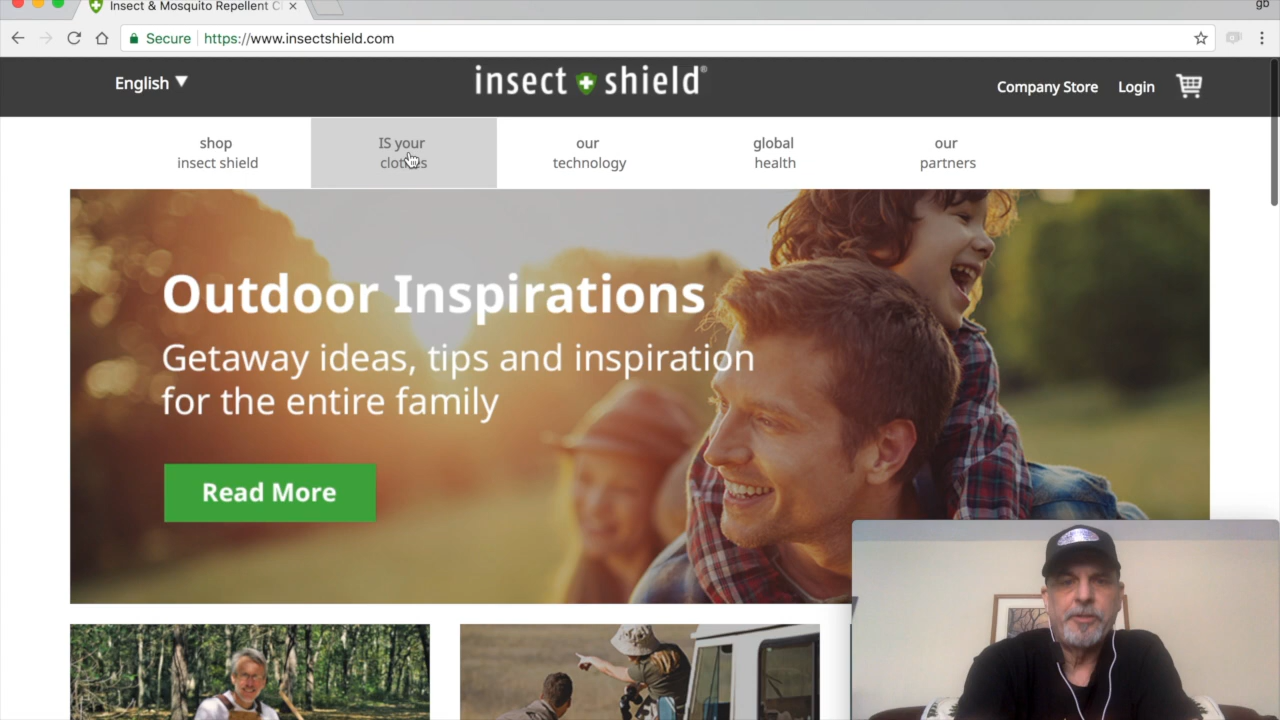 gb
Insect & Mosquito Repellent C
Secure
https://www.insectshield.com
English
insect shield®
Company Store
Login
shop
insect shield
IS your
clothes
our
technology
global
health
our
partners
Outdoor Inspirations
Getaway ideas, tips and inspiration
for the entire family
Read More